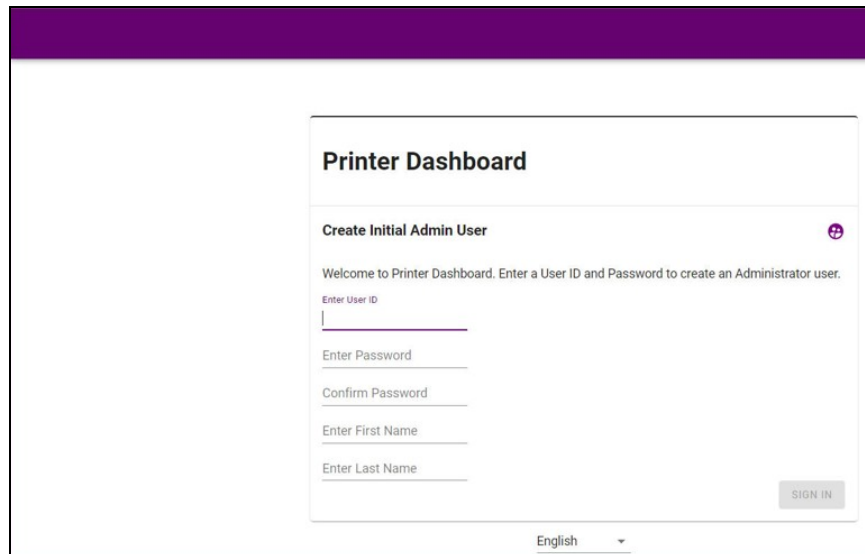 Printer Dashboard
Create Initial Admin User
Welcome to Printer Dashboard. Enter a User ID and Password to create an Administrator user.
Enter User ID
Enter Password
Confirm Password
Enter First Name
Enter Last Name
SIGN IN
English